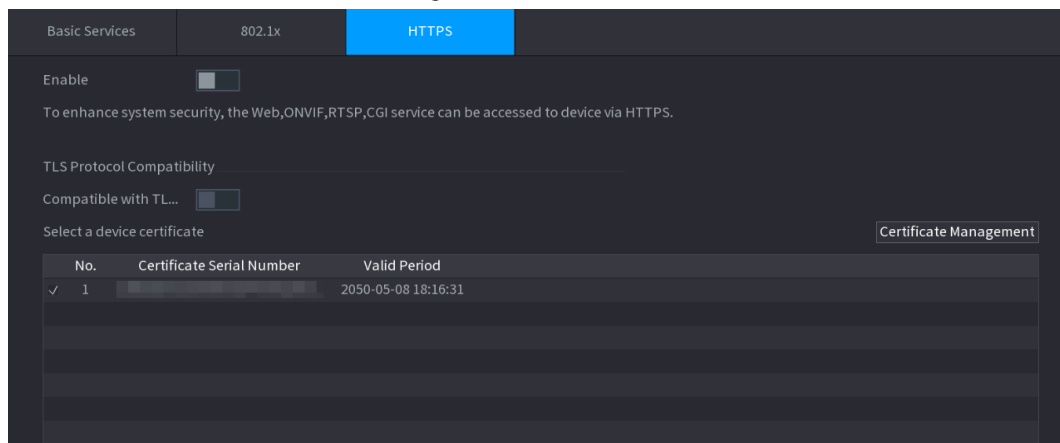 Basic Services 802.1x HTTPS
Enable
To enhance system security, the Web,ONVIF,RTSP,CGI service can be accessed to device via HTTPS.
TLS Protocol Compatibility
Compatible with TL...
Select a device certificate Certificate Management
No. Certificate Serial Number Valid Period
1 2050-05-08 18:16:31